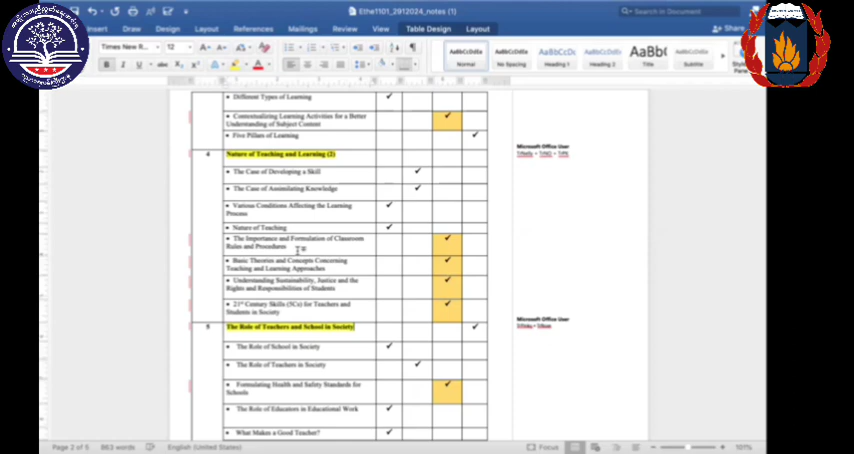 Ethe1101_2912024_notes (1)
Search in Document
Insert Draw Design Layout References Mailings Review View Table Design Layout
Share
Times New R... 12
AaBbCcDdEe AaBbCcDdEe AaBbCcDc AaBbCcDdEe AaBb( AaBbCcDdEe
Normal No Spacing Heading 1 Heading 2 Title Subtitle
• Different Types of Learning ✓
• Contextualizing Learning Activities for a Better
Understanding of Subject Content ✓
• Five Pillars of Learning ✓
4 Nature of Teaching and Learning (2)
• The Case of Developing a Skill ✓
• The Case of Assimilating Knowledge ✓
• Various Conditions Affecting the Learning
Process ✓
• Nature of Teaching ✓
• The Importance and Formulation of Classroom
Rules and Procedures ✓
• Basic Theories and Concepts Concerning
Teaching and Learning Approaches ✓
• Understanding Sustainability, Justice and the
Rights and Responsibilities of Students ✓
• 21st Century Skills (5Cs) for Teachers and
Students in Society ✓
5 The Role of Teachers and School in Society ✓
• The Role of School in Society ✓
• The Role of Teachers in Society ✓
• Formulating Health and Safety Standards for
Schools ✓
• The Role of Educators in Educational Work ✓
• What Makes a Good Teacher? ✓
Microsoft Office User
Microsoft Office User
Page 2 of 5 863 words English (United States) Focus 101%